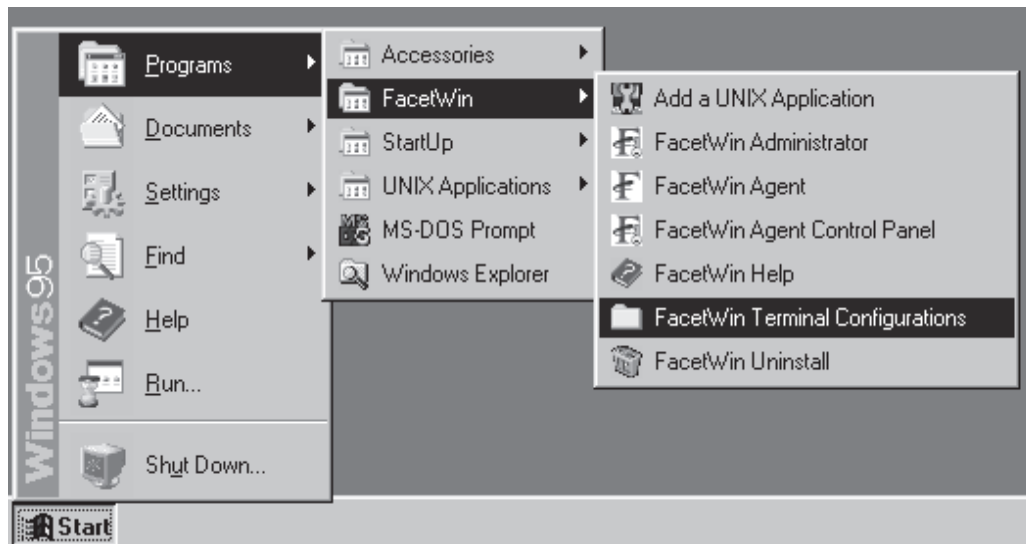 Windows95
Programs
Documents
Settings
Find
Help
Run...
Shut Down...
Accessories
FacetWin
StartUp
UNIX Applications
MS-DOS Prompt
Windows Explorer
Add a UNIX Application
FacetWin Administrator
FacetWin Agent
FacetWin Agent Control Panel
FacetWin Help
FacetWin Terminal Configurations
FacetWin Uninstall
Start